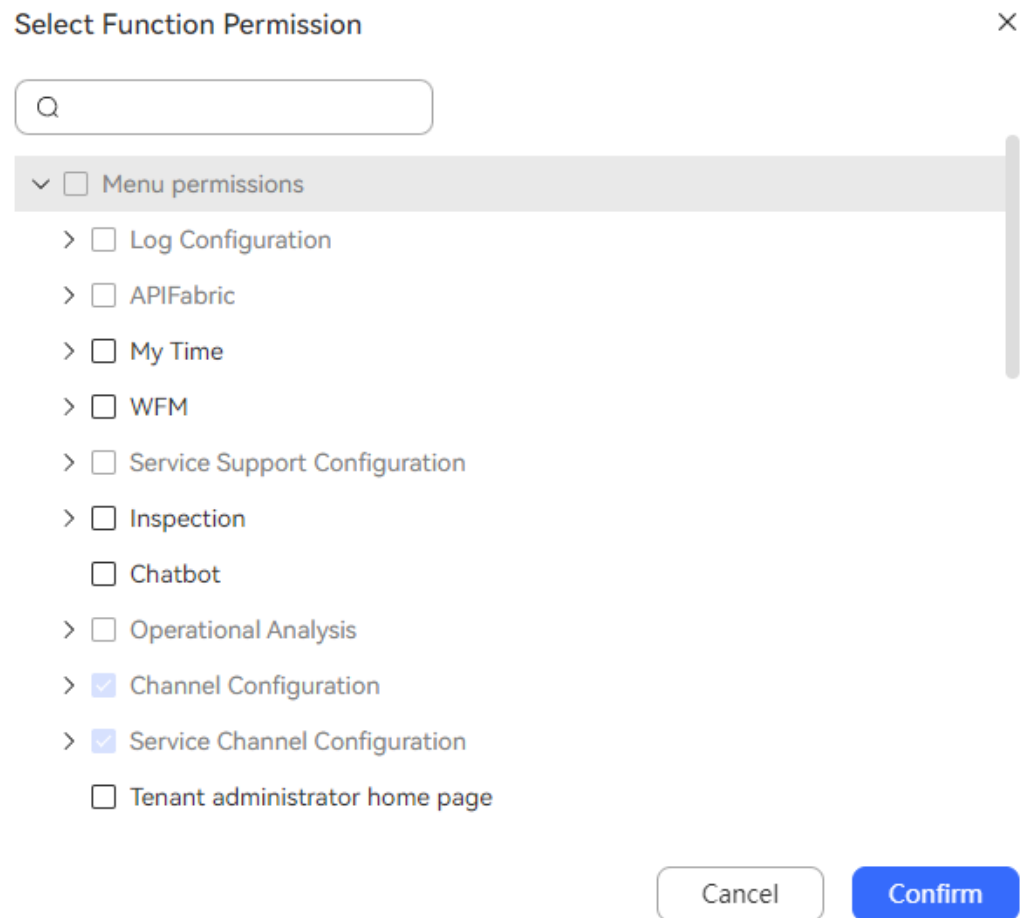 Select Function Permission
Menu permissions
Log Configuration
APIFabric
My Time
WFM
Service Support Configuration
Inspection
Chatbot
Operational Analysis
Channel Configuration
Service Channel Configuration
Tenant administrator home page
Cancel Confirm